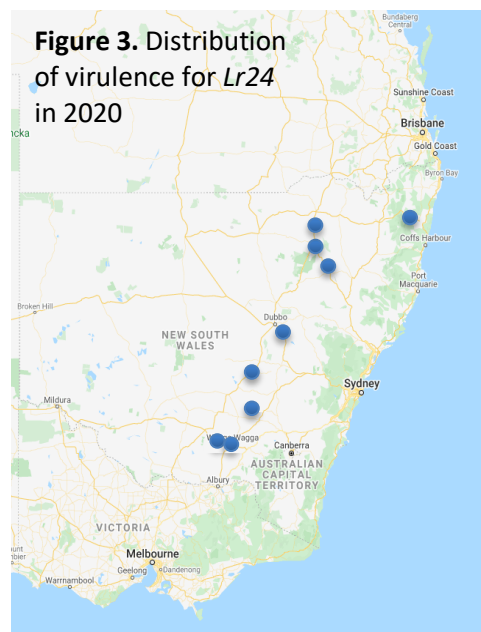 Figure 3. Distribution
of virulence for Lr24
in 2020
Bundaberg
Central
Sunshine Coast
Brisbane
Gold Coast
Byron Bay
cka
Coffs Harbour
Port
Macquarie
Broken Hill
Dubbo
NEW SOUTH
WALES
Sydney
Mildura
Wagga
Canberra
AUSTRALIAN
CAPITAL
TERRITORY
Albury
VICTORIA
Melbourne
Geelong
Dandenong
Warrnambool